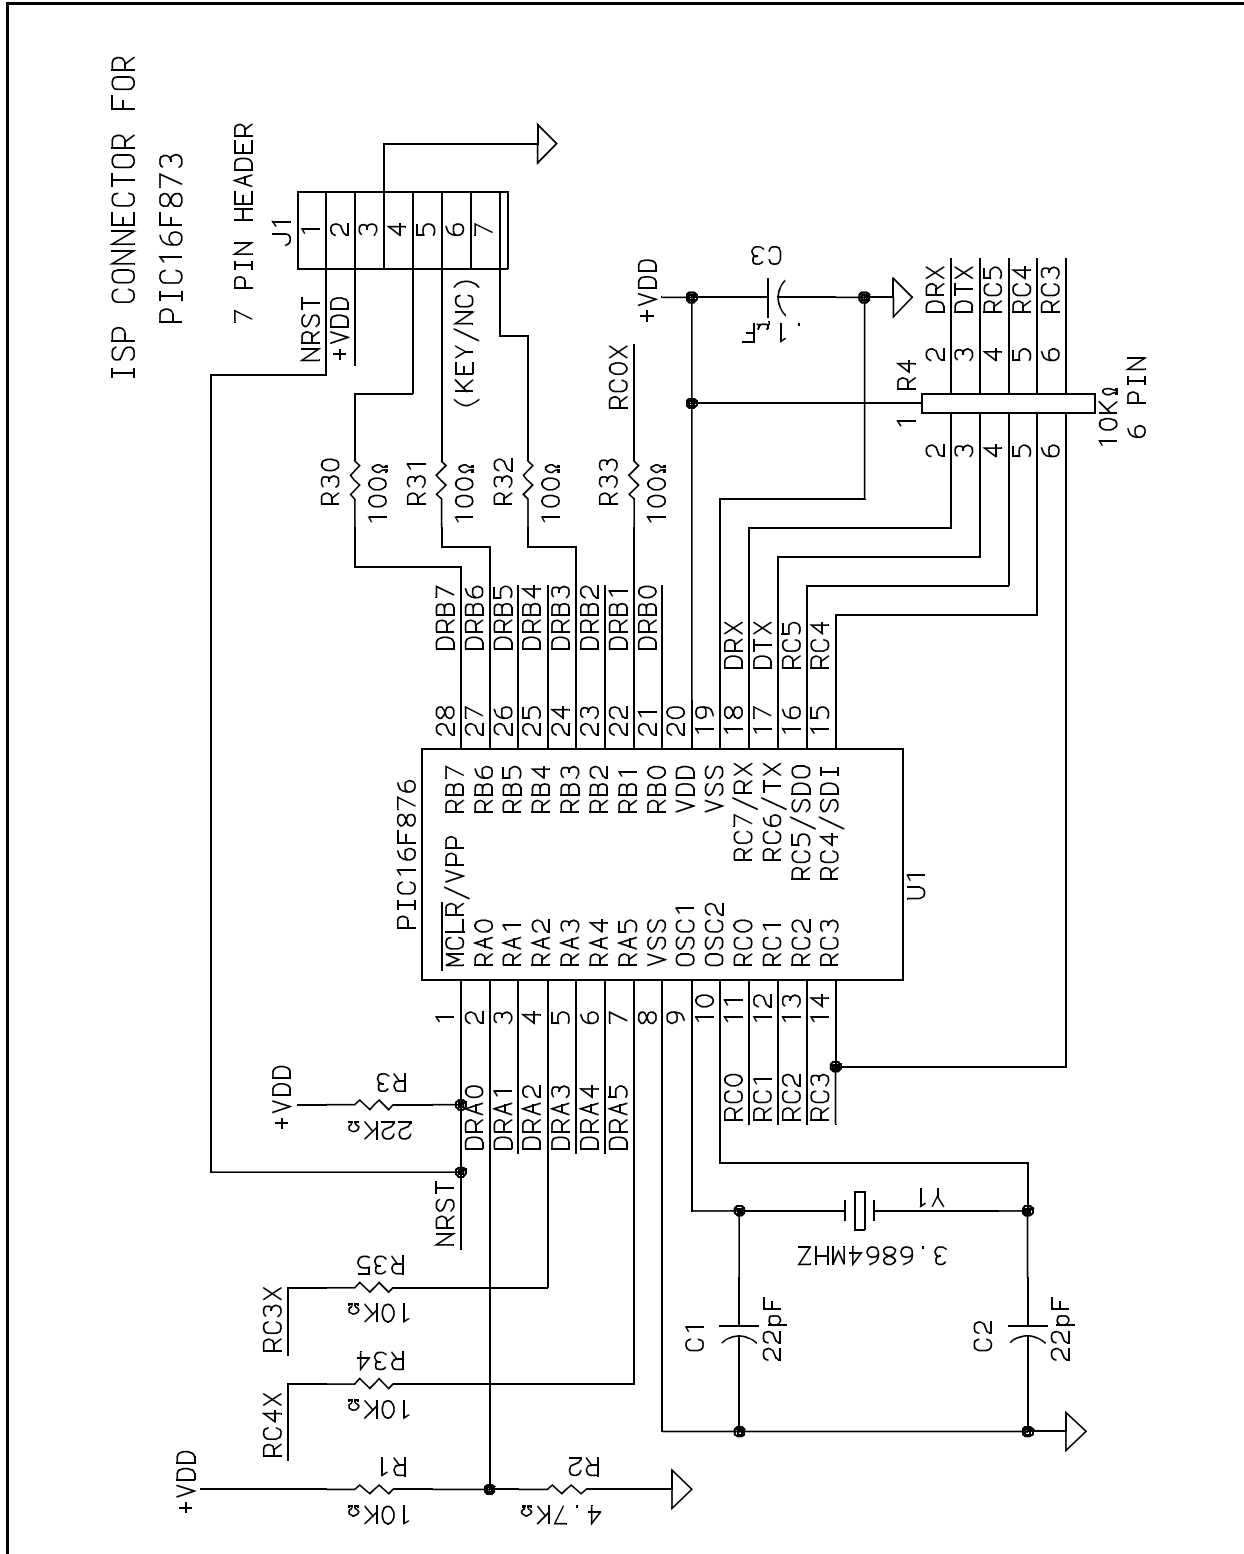 ISP CONNECTOR FOR
PIC16F873
7 PIN HEADER
J1
1
2
3
4
5
6
7
NRST
+VDD
(KEY/NC)
R30
100Ω
R31
100Ω
R32
100Ω
R33
100Ω
RC0X
+VDD
C3
.1uF
DRX
DTX
RC5
RC4
RC3
2
3
4
5
6
R4
1
10KΩ
6 PIN
2
3
4
5
6
DRB7
DRB6
DRB5
DRB4
DRB3
DRB2
DRB1
DRB0
DRX
DTX
RC5
RC4
28
27
26
25
24
23
22
21
20
19
18
17
16
15
PIC16F876
RB7
RB6
RB5
RB4
RB3
RB2
RB1
RB0
VDD
VSS
RC7/RX
RC6/TX
RC5/SDO
RC4/SDI
MCLR/VPP
RA0
RA1
RA2
RA3
RA4
RA5
VSS
OSC1
OSC2
RC0
RC1
RC2
RC3
U1
1
2
3
4
5
6
7
8
9
10
11
12
13
14
+VDD
R3
22KΩ
DRA0
DRA1
DRA2
DRA3
DRA4
DRA5
RC0
RC1
RC2
RC3
NRST
Y1
3.6864MHZ
RC3X
R35
10KΩ
RC4X
R34
10KΩ
C1
22pF
C2
22pF
+VDD
R1
10KΩ
R2
4.7KΩ